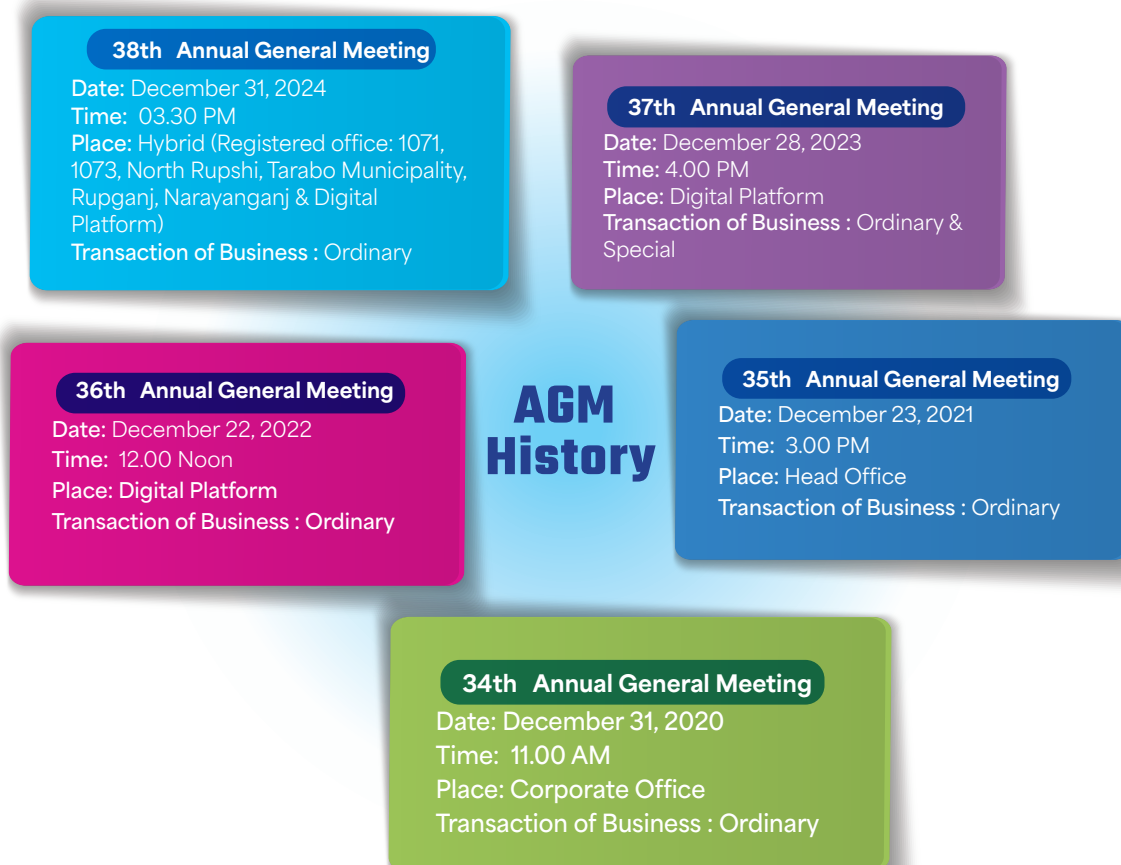 38th Annual General Meeting
Date: December 31, 2024
Time: 03.30 PM
Place: Hybrid (Registered office: 1071,
1073, North Rupshi, Tarabo Municipality,
Rupganj, Narayanganj & Digital
Platform)
Transaction of Business : Ordinary
37th Annual General Meeting
Date: December 28, 2023
Time: 4.00 PM
Place: Digital Platform
Transaction of Business : Ordinary &
Special
36th Annual General Meeting
Date: December 22, 2022
Time: 12.00 Noon
Place: Digital Platform
Transaction of Business : Ordinary
AGM
History
35th Annual General Meeting
Date: December 23, 2021
Time: 3.00 PM
Place: Head Office
Transaction of Business : Ordinary
34th Annual General Meeting
Date: December 31, 2020
Time: 11.00 AM
Place: Corporate Office
Transaction of Business : Ordinary